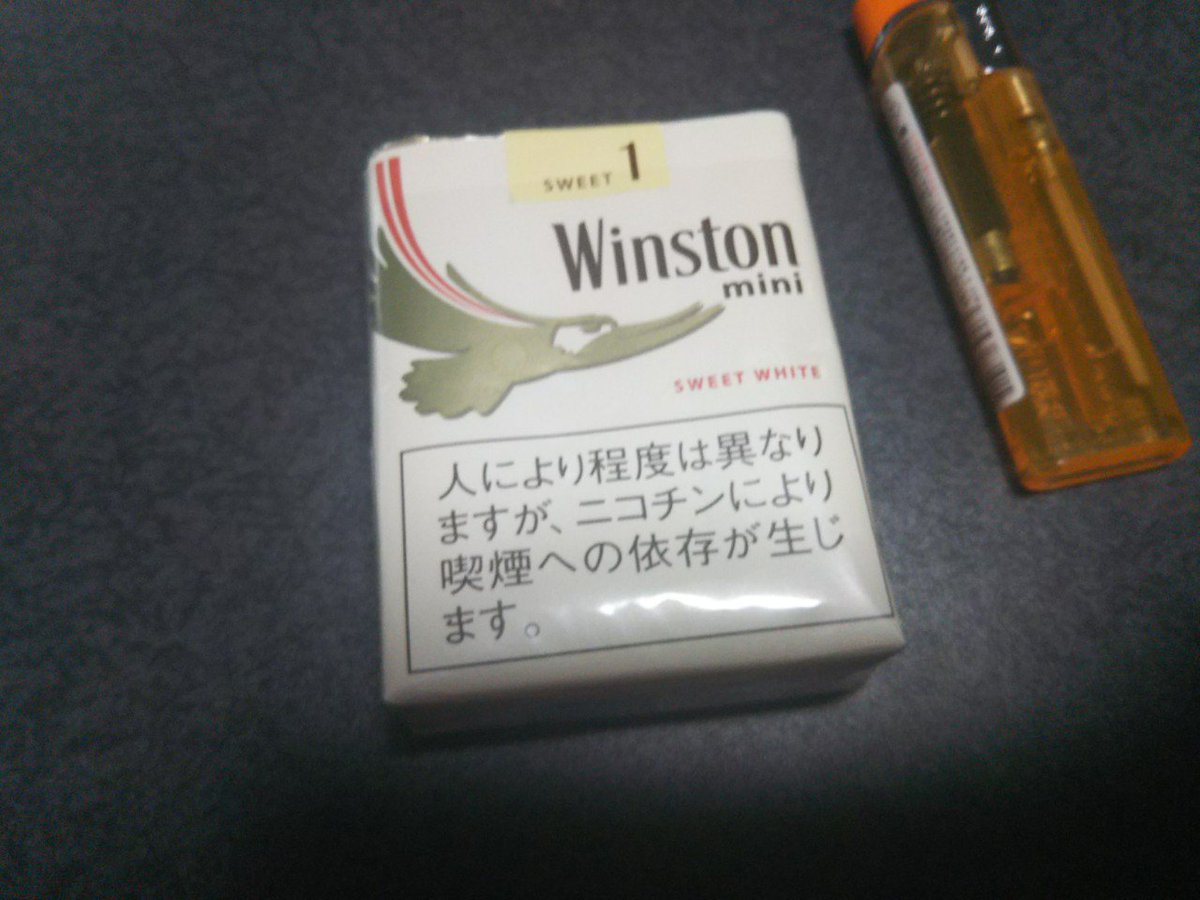 SWEET 1
Winston
mini
SWEET WHITE
人により程度は異なり
ますが、ニコチンにより
喫煙への依存が生じ
ます。